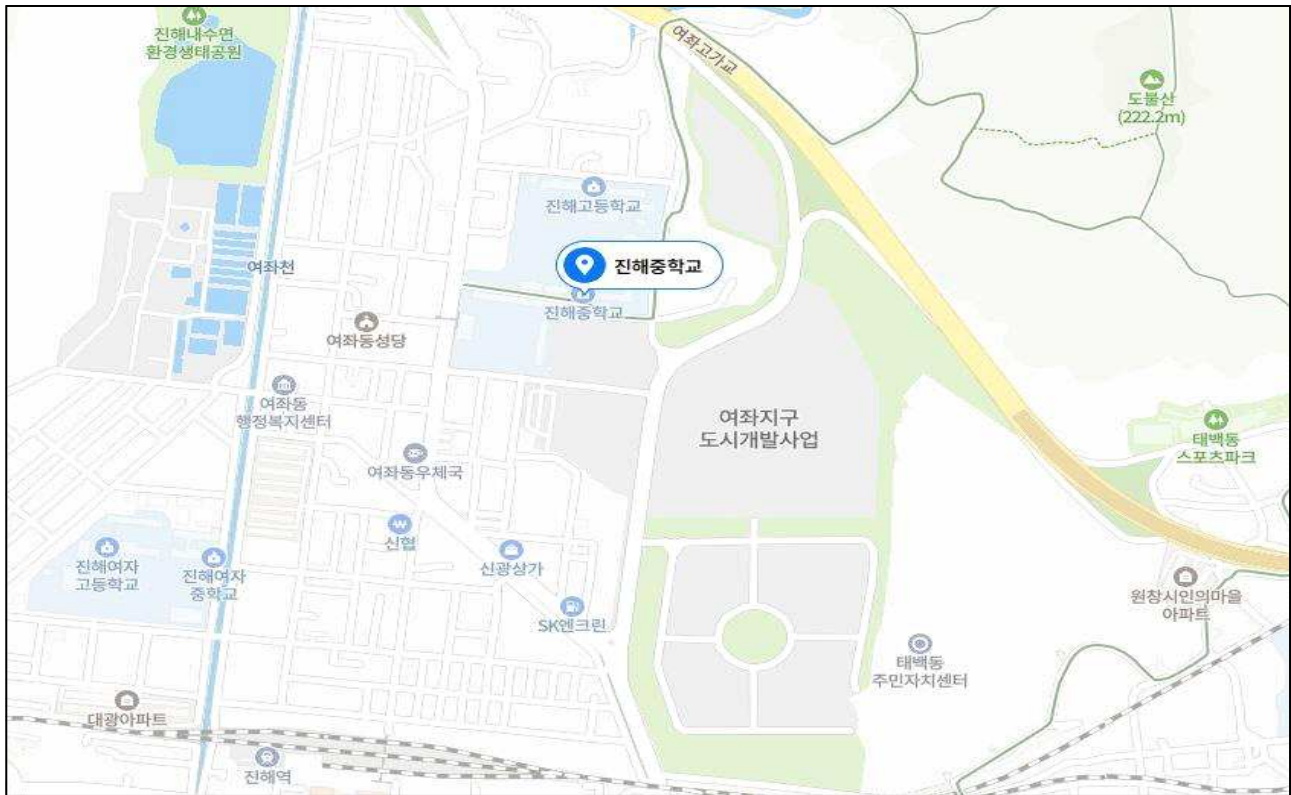 진해내수면
환경생태공원
여좌고가교
도불산
(222.2m)
진해고등학교
진해중학교
여좌천
진해중학교
여좌동성당
여좌동
행정복지센터
여좌지구
도시개발사업
태백동
스포츠파크
여좌동우체국
신협
신광상가
진해여자
고등학교
진해여자
중학교
SK엔크린
원창시인의마을
아파트
태백동
주민자치센터
대광아파트
진해역